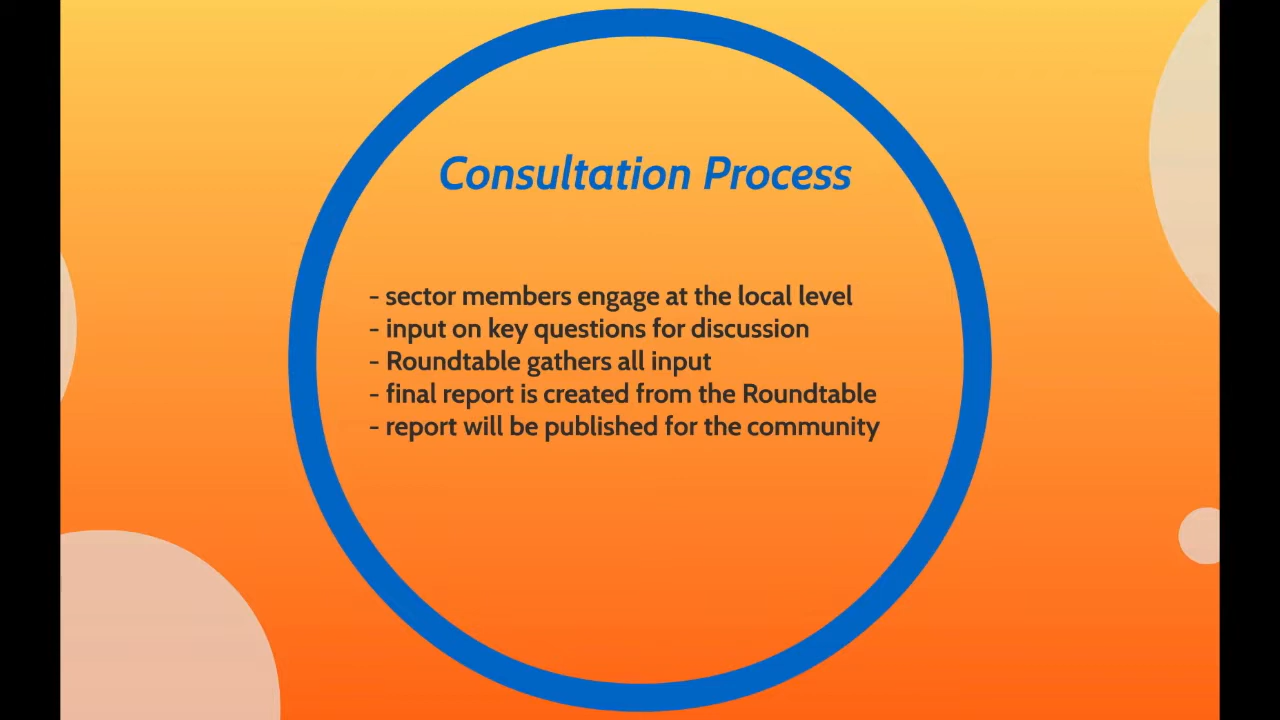 Consultation Process
- sector members engage at the local level
- input on key questions for discussion
- Roundtable gathers all input
- final report is created from the Roundtable
- report will be published for the community